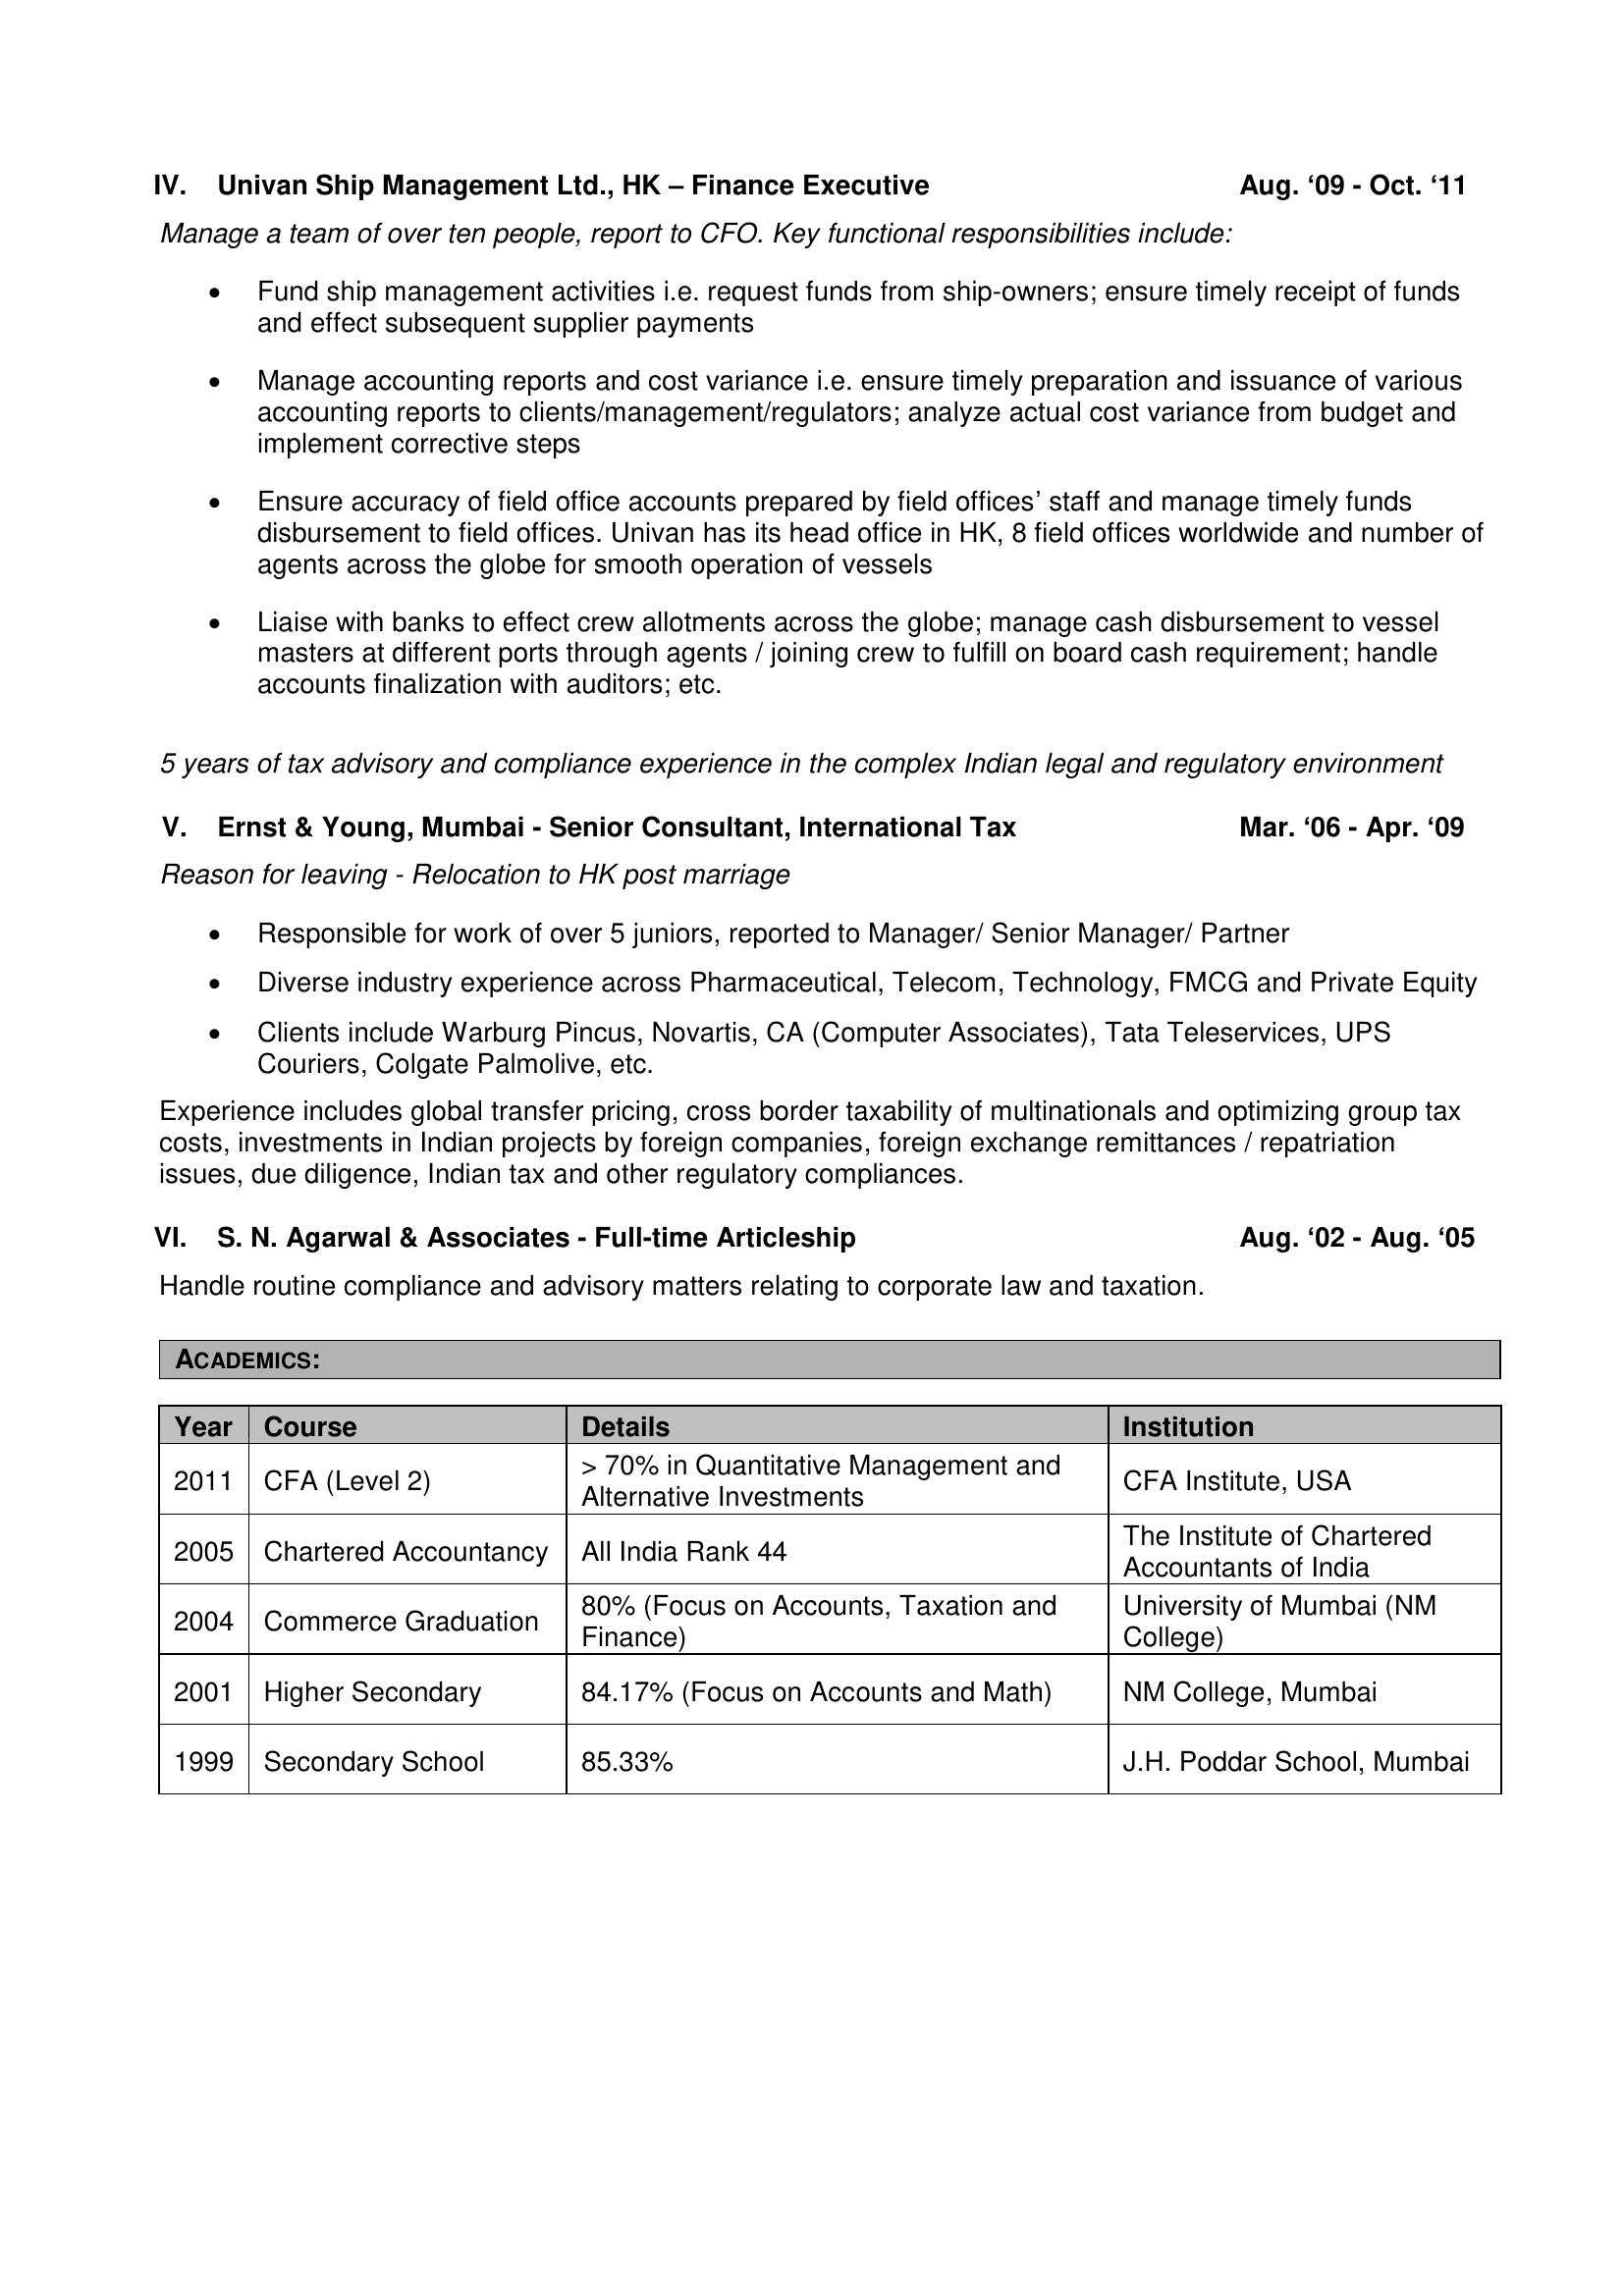 IV. Univan Ship Management Ltd., HK – Finance Executive Aug. ‘09 - Oct. ‘11
Manage a team of over ten people, report to CFO. Key functional responsibilities include:
• Fund ship management activities i.e. request funds from ship-owners; ensure timely receipt of funds
and effect subsequent supplier payments
• Manage accounting reports and cost variance i.e. ensure timely preparation and issuance of various
accounting reports to clients/management/regulators; analyze actual cost variance from budget and
implement corrective steps
• Ensure accuracy of field office accounts prepared by field offices’ staff and manage timely funds
disbursement to field offices. Univan has its head office in HK, 8 field offices worldwide and number of
agents across the globe for smooth operation of vessels
• Liaise with banks to effect crew allotments across the globe; manage cash disbursement to vessel
masters at different ports through agents / joining crew to fulfill on board cash requirement; handle
accounts finalization with auditors; etc.
5 years of tax advisory and compliance experience in the complex Indian legal and regulatory environment
V. Ernst & Young, Mumbai - Senior Consultant, International Tax Mar. ‘06 - Apr. ‘09
Reason for leaving - Relocation to HK post marriage
• Responsible for work of over 5 juniors, reported to Manager/ Senior Manager/ Partner
• Diverse industry experience across Pharmaceutical, Telecom, Technology, FMCG and Private Equity
• Clients include Warburg Pincus, Novartis, CA (Computer Associates), Tata Teleservices, UPS
Couriers, Colgate Palmolive, etc.
Experience includes global transfer pricing, cross border taxability of multinationals and optimizing group tax
costs, investments in Indian projects by foreign companies, foreign exchange remittances / repatriation
issues, due diligence, Indian tax and other regulatory compliances.
VI. S. N. Agarwal & Associates - Full-time Articleship Aug. ‘02 - Aug. ‘05
Handle routine compliance and advisory matters relating to corporate law and taxation.
ACADEMICS:
Year Course Details Institution
2011 CFA (Level 2) > 70% in Quantitative Management and
Alternative Investments CFA Institute, USA
2005 Chartered Accountancy All India Rank 44 The Institute of Chartered
Accountants of India
2004 Commerce Graduation 80% (Focus on Accounts, Taxation and
Finance) University of Mumbai (NM
College)
2001 Higher Secondary 84.17% (Focus on Accounts and Math) NM College, Mumbai
1999 Secondary School 85.33% J.H. Poddar School, Mumbai